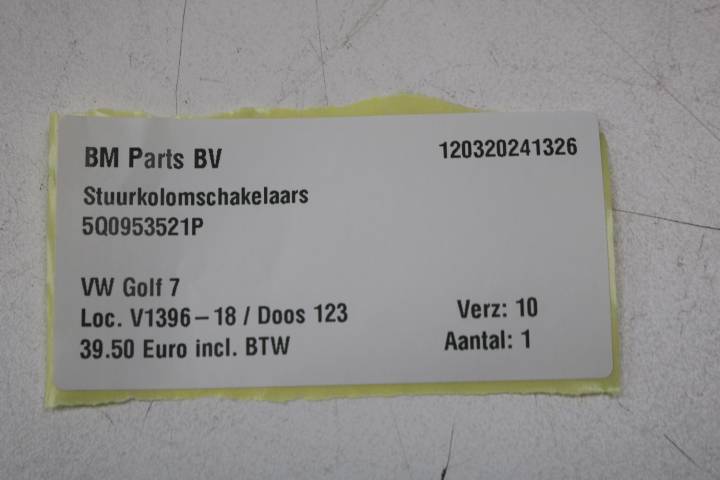 BM Parts BV 120320241326
Stuurkolomschakelaars
5Q0953521P
VW Golf 7
Loc. V1396-18 / Doos 123 Verz: 10
39.50 Euro incl. BTW Aantal: 1